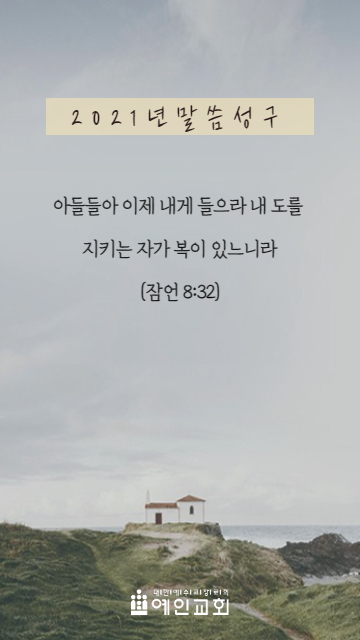 2021년말씀성구
아들들아 이제 내게 들으라 내 도를
지키는 자가 복이 있느니라
(잠언 8:32)
예인교회